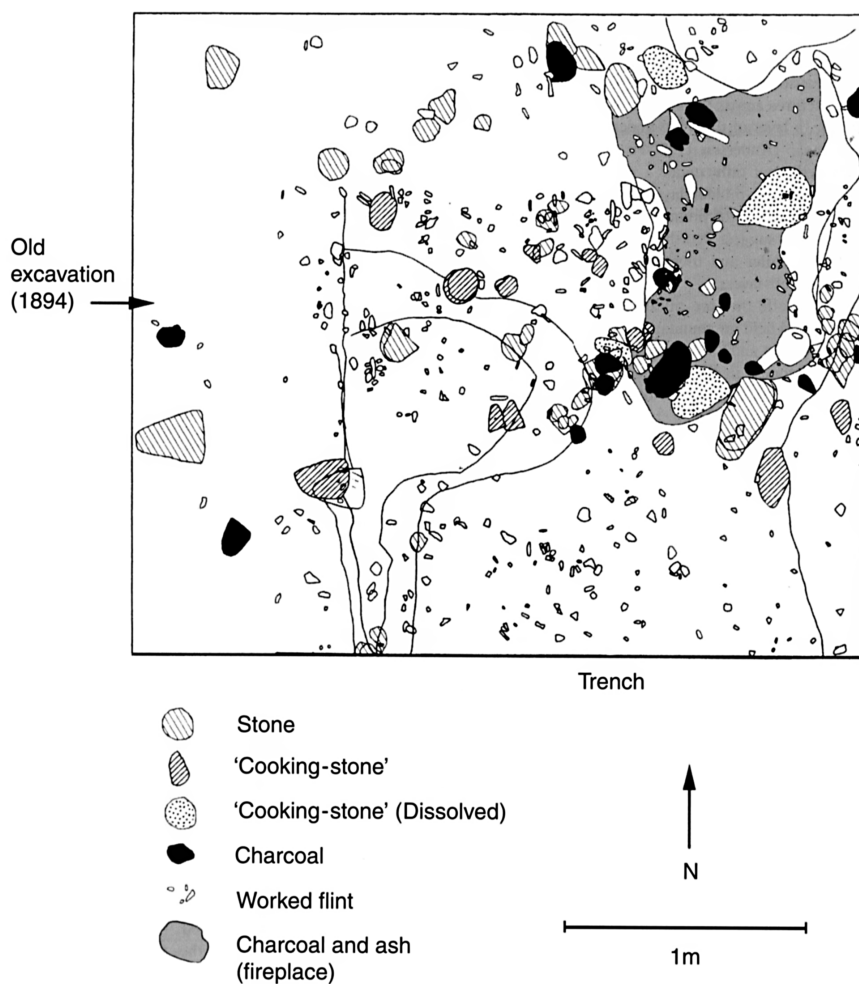 Old
excavation
(1894)
Trench
Stone
‘Cooking-stone’
‘Cooking-stone’ (Dissolved)
Charcoal
Worked flint
Charcoal and ash
(fireplace)
N
1m